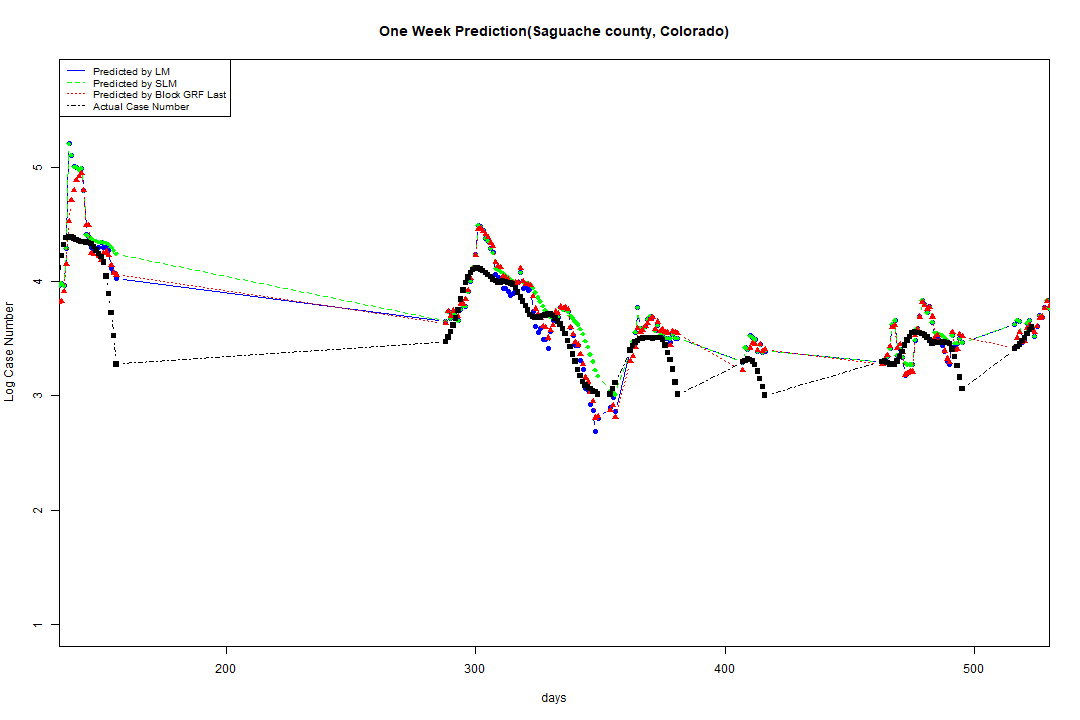 One Week Prediction(Saguache county, Colorado)
Predicted by LM
Predicted by SLM
Predicted by Block GRF Last
Actual Case Number
Log Case Number
5
4
3
2
1
200 300 400 500
days